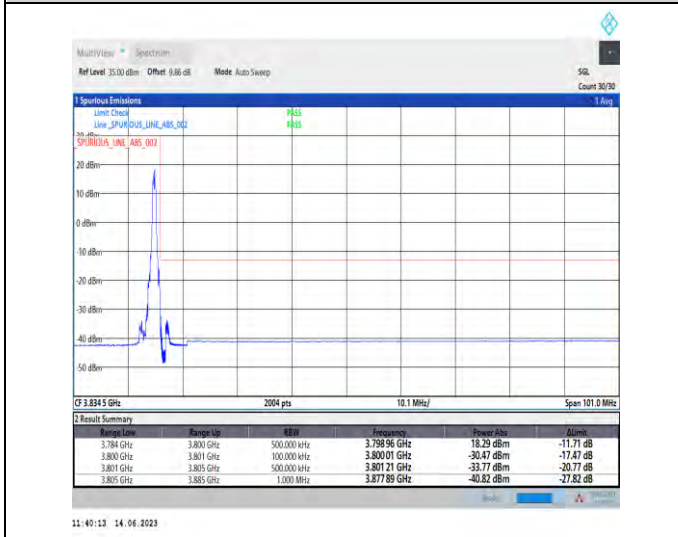 MultiView Spectrum
Ref Level 35.00 dBm Offset 9.86 dB Mode Auto Sweep SGL
Count 30/30
1 Spurious Emissions 1 Avg
Limit Check PASS
Line _SPURIOUS_LINE_ABS_002 PASS
30 dBm
_SPURIOUS_LINE_ABS_002
20 dBm
10 dBm
0 dBm
-10 dBm
-20 dBm
-30 dBm
-40 dBm
-50 dBm
CF 3.834 5 GHz 2004 pts 10.1 MHz/ Span 101.0 MHz
2 Result Summary
Range Low Range Up RBW Frequency Power Abs ΔLimit
3.784 GHz 3.800 GHz 500.000 kHz 3.798 96 GHz 18.29 dBm -11.71 dB
3.800 GHz 3.801 GHz 100.000 kHz 3.800 01 GHz -30.47 dBm -17.47 dB
3.801 GHz 3.805 GHz 500.000 kHz 3.801 21 GHz -33.77 dBm -20.77 dB
3.805 GHz 3.885 GHz 1.000 MHz 3.877 89 GHz -40.82 dBm -27.82 dB
11:40:13 14.06.2023